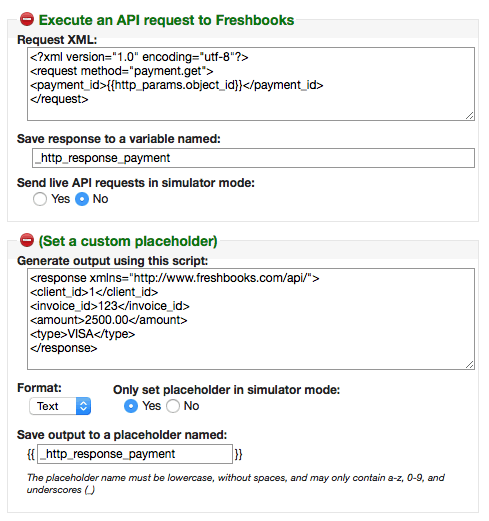 Execute an API request to Freshbooks
Request XML:
<?xml version="1.0" encoding="utf-8"?>
<request method="payment.get">
<payment_id>{{http_params.object_id}}</payment_id>
</request>
Save response to a variable named:
_http_response_payment
Send live API requests in simulator mode:
Yes No
(Set a custom placeholder)
Generate output using this script:
<response xmlns="http://www.freshbooks.com/api/">
<client_id>1</client_id>
<invoice_id>123</invoice_id>
<amount>2500.00</amount>
<type>VISA</type>
</response>
Format: Only set placeholder in simulator mode:
Text Yes No
Save output to a placeholder named:
{{ _http_response_payment }}
The placeholder name must be lowercase, without spaces, and may only contain a-z, 0-9, and
underscores (_)